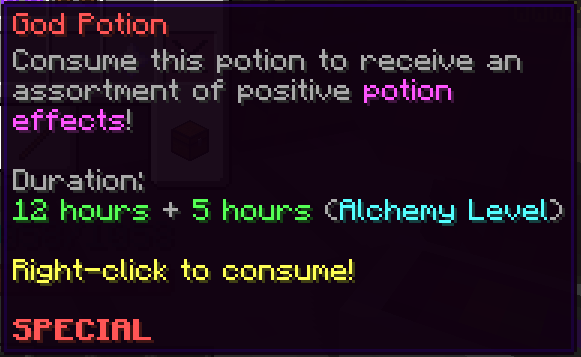 God Potion
Consume this potion to receive an
assortment of positive potion
effects!
Duration:
12 hours + 5 hours (Alchemy Level)
Right-click to consume!
SPECIAL